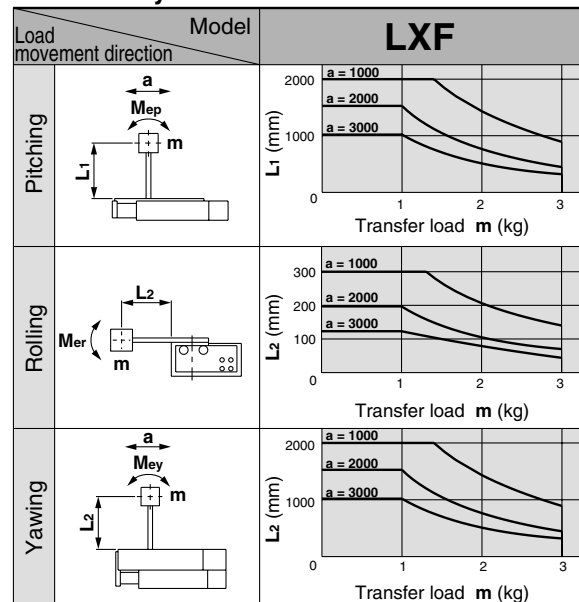 Model
Load
movement direction
LXF
Pitching
a
Mep
m
L1
L1 (mm)
2000
1000
0
a = 1000
a = 2000
a = 3000
1 2 3
Transfer load m (kg)
Rolling
L2
Mer
m
L2 (mm)
300
200
100
0
a = 1000
a = 2000
a = 3000
1 2 3
Transfer load m (kg)
Yawing
a
Mey
m
L2
L2 (mm)
2000
1000
0
a = 1000
a = 2000
a = 3000
1 2 3
Transfer load m (kg)